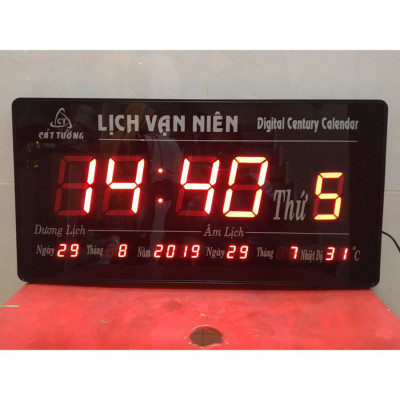 CÁT TƯỜNG
LỊCH VẠN NIÊN Digital Century Calendar
14:40 Thứ 5
Dương Lịch Âm Lịch
Ngày 29 Tháng 8 Năm 2019 Ngày 29 Tháng 7 Nhiệt Độ 31 °C